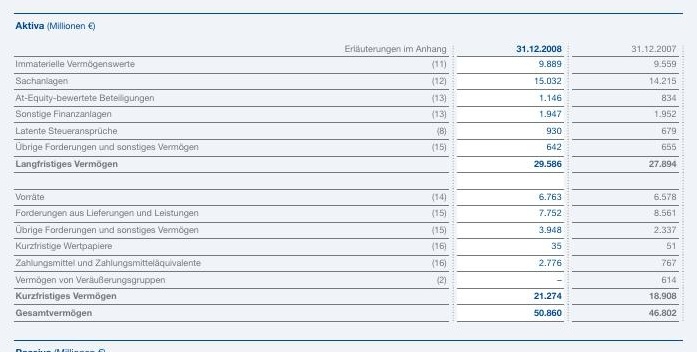 Aktiva (Millionen €)
Erläuterungen im Anhang 31.12.2008 31.12.2007
Immaterielle Vermögenswerte (11) 9.889 9.559
Sachanlagen (12) 15.032 14.215
At-Equity-bewertete Beteiligungen (13) 1.146 834
Sonstige Finanzanlagen (13) 1.947 1.952
Latente Steueransprüche (8) 930 679
Übrige Forderungen und sonstiges Vermögen (15) 642 655
Langfristiges Vermögen 29.586 27.894
Vorräte (14) 6.763 6.578
Forderungen aus Lieferungen und Leistungen (15) 7.752 8.561
Übrige Forderungen und sonstiges Vermögen (15) 3.948 2.337
Kurzfristige Wertpapiere (16) 35 51
Zahlungsmittel und Zahlungsmitteläquivalente (16) 2.776 767
Vermögen von Veräußerungsgruppen (2) – 614
Kurzfristiges Vermögen 21.274 18.908
Gesamtvermögen 50.860 46.802
Passiva (Millionen €)